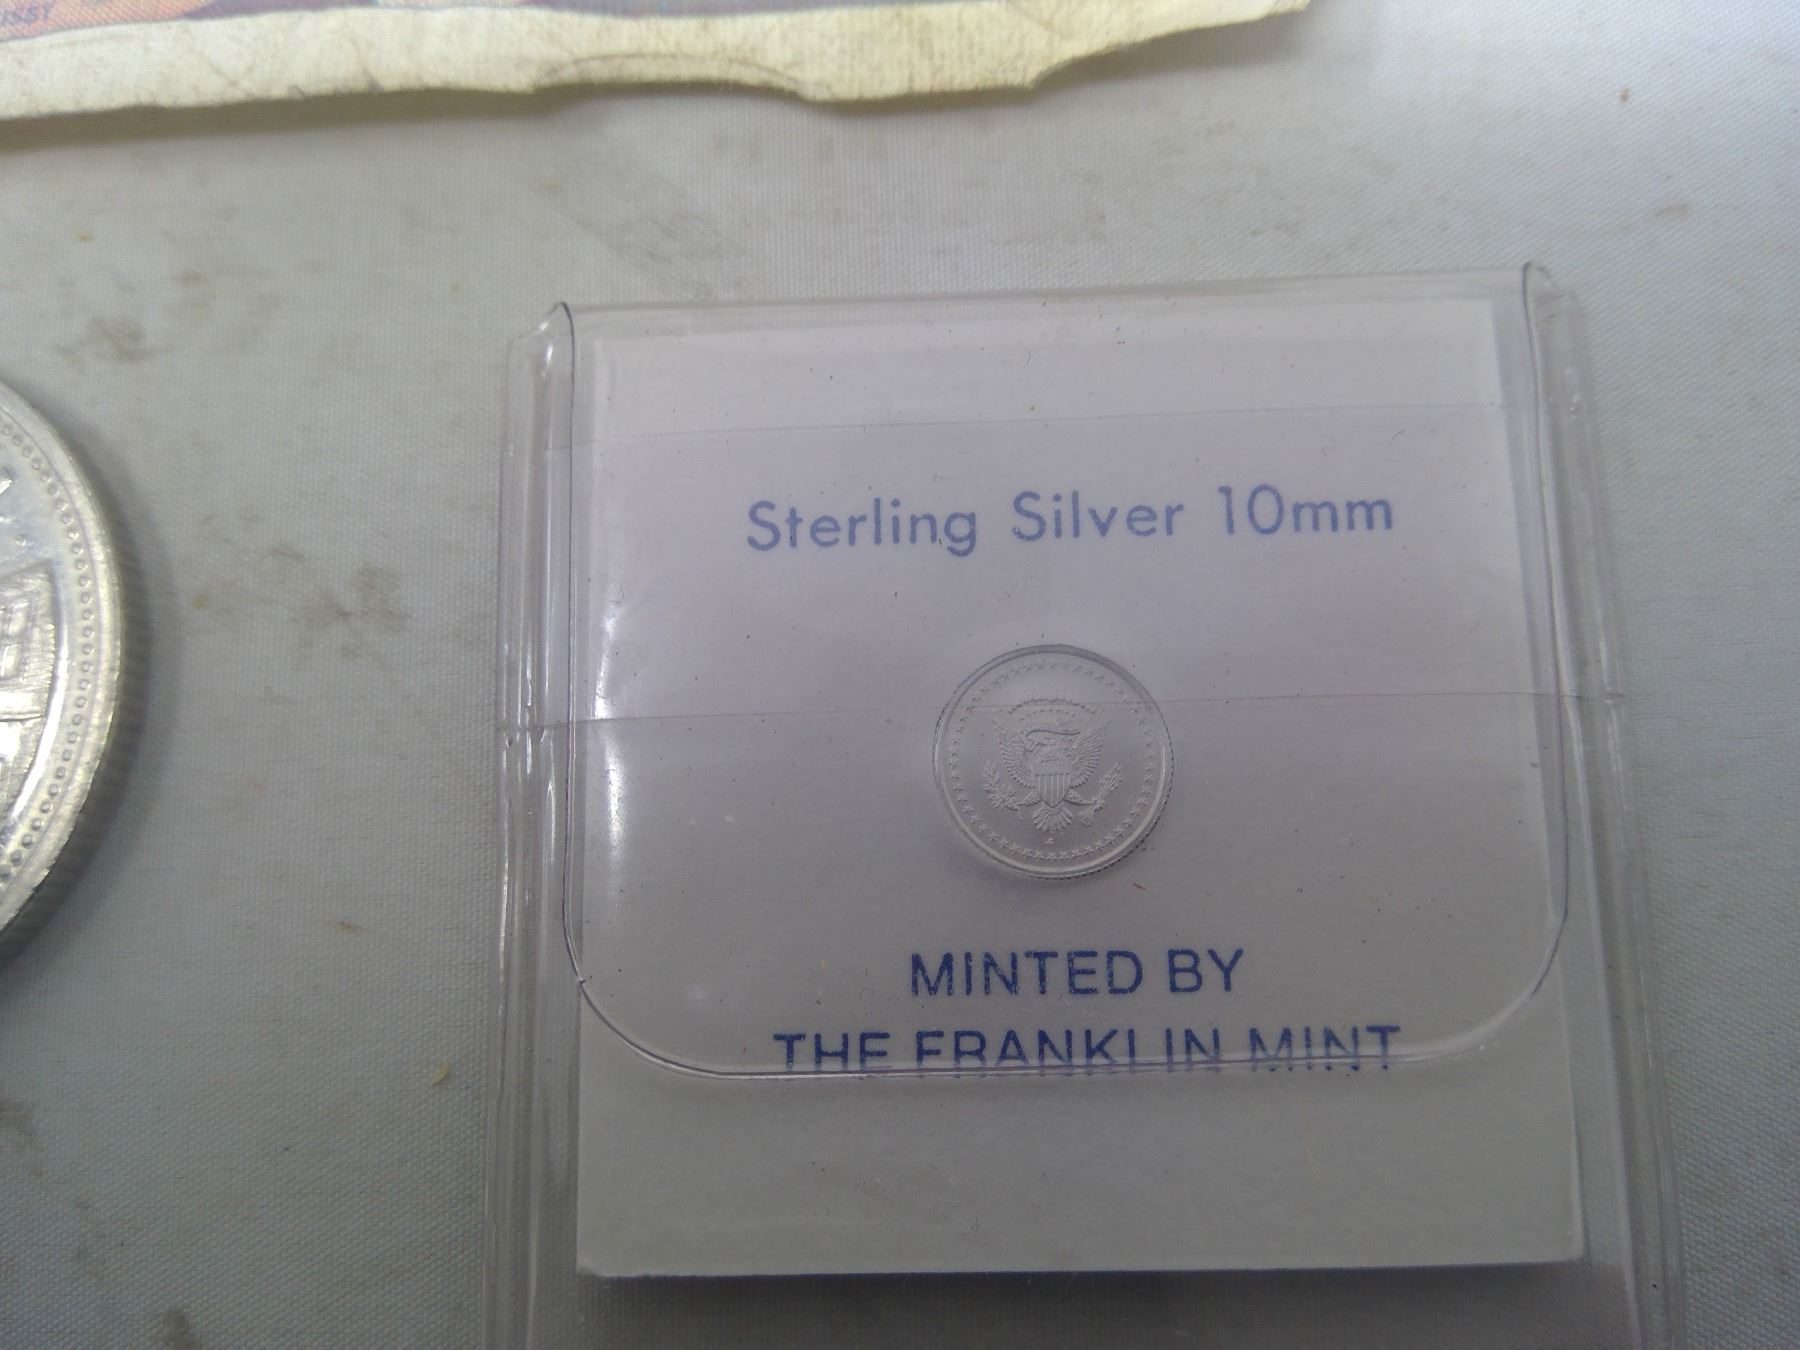 Sterling Silver 10mm
MINTED BY
THE FRANKLIN MINT